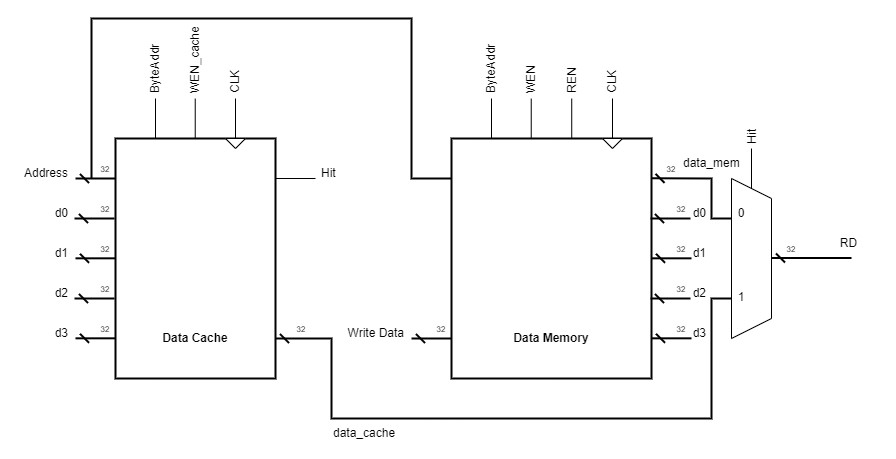 ByteAddr
WEN_cache
CLK
ByteAddr
WEN
REN
CLK
Hit
Address
32
Hit
32
data_mem
d0
32
32
d0
0
d1
32
32
d1
32
RD
d2
32
32
d2
1
d3
32
Data Cache
32
Write Data
32
Data Memory
32
d3
data_cache